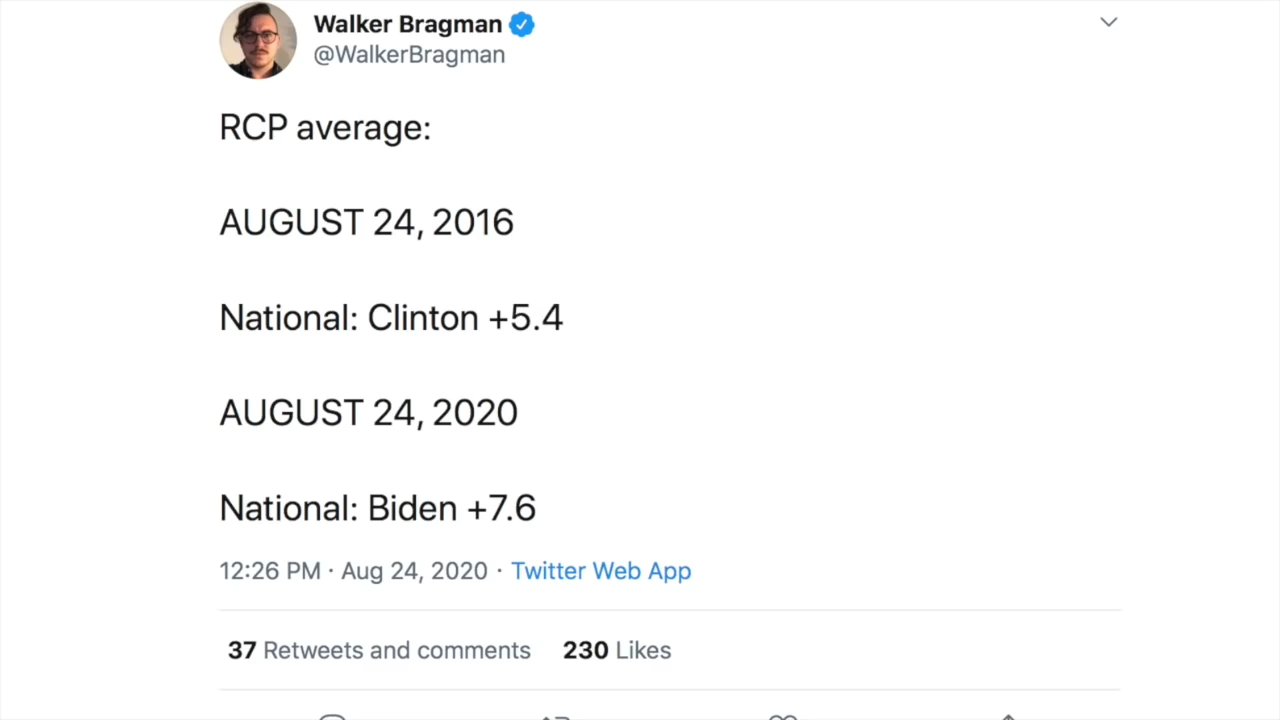 Walker Bragman
@WalkerBragman
RCP average:
AUGUST 24, 2016
National: Clinton +5.4
AUGUST 24, 2020
National: Biden +7.6
12:26 PM · Aug 24, 2020 · Twitter Web App
37 Retweets and comments 230 Likes